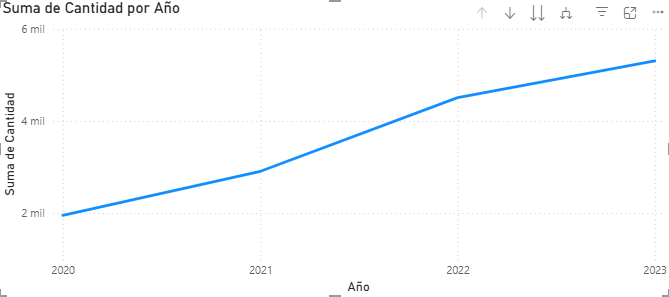 Suma de Cantidad por Año
6 mil
4 mil
2 mil
Suma de Cantidad
2020 2021 2022 2023
Año